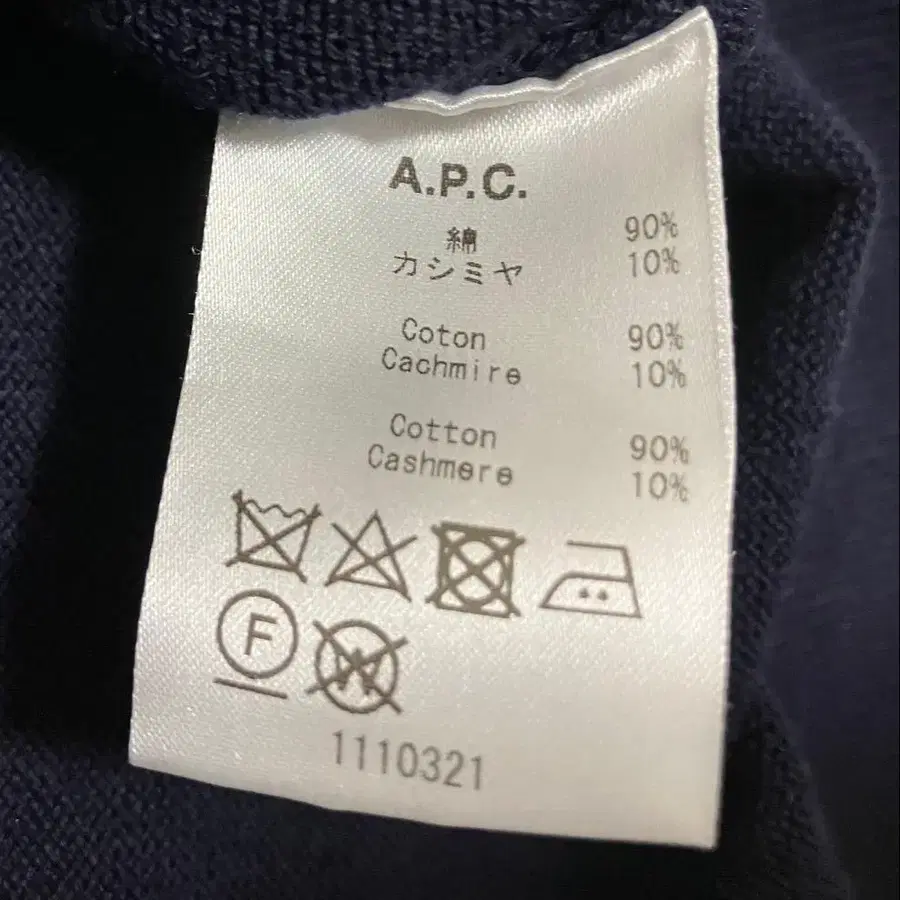 A.P.C.
綿 90%
カシミヤ 10%
Coton 90%
Cachmire 10%
Cotton 90%
Cashmere 10%
F
W
1110321